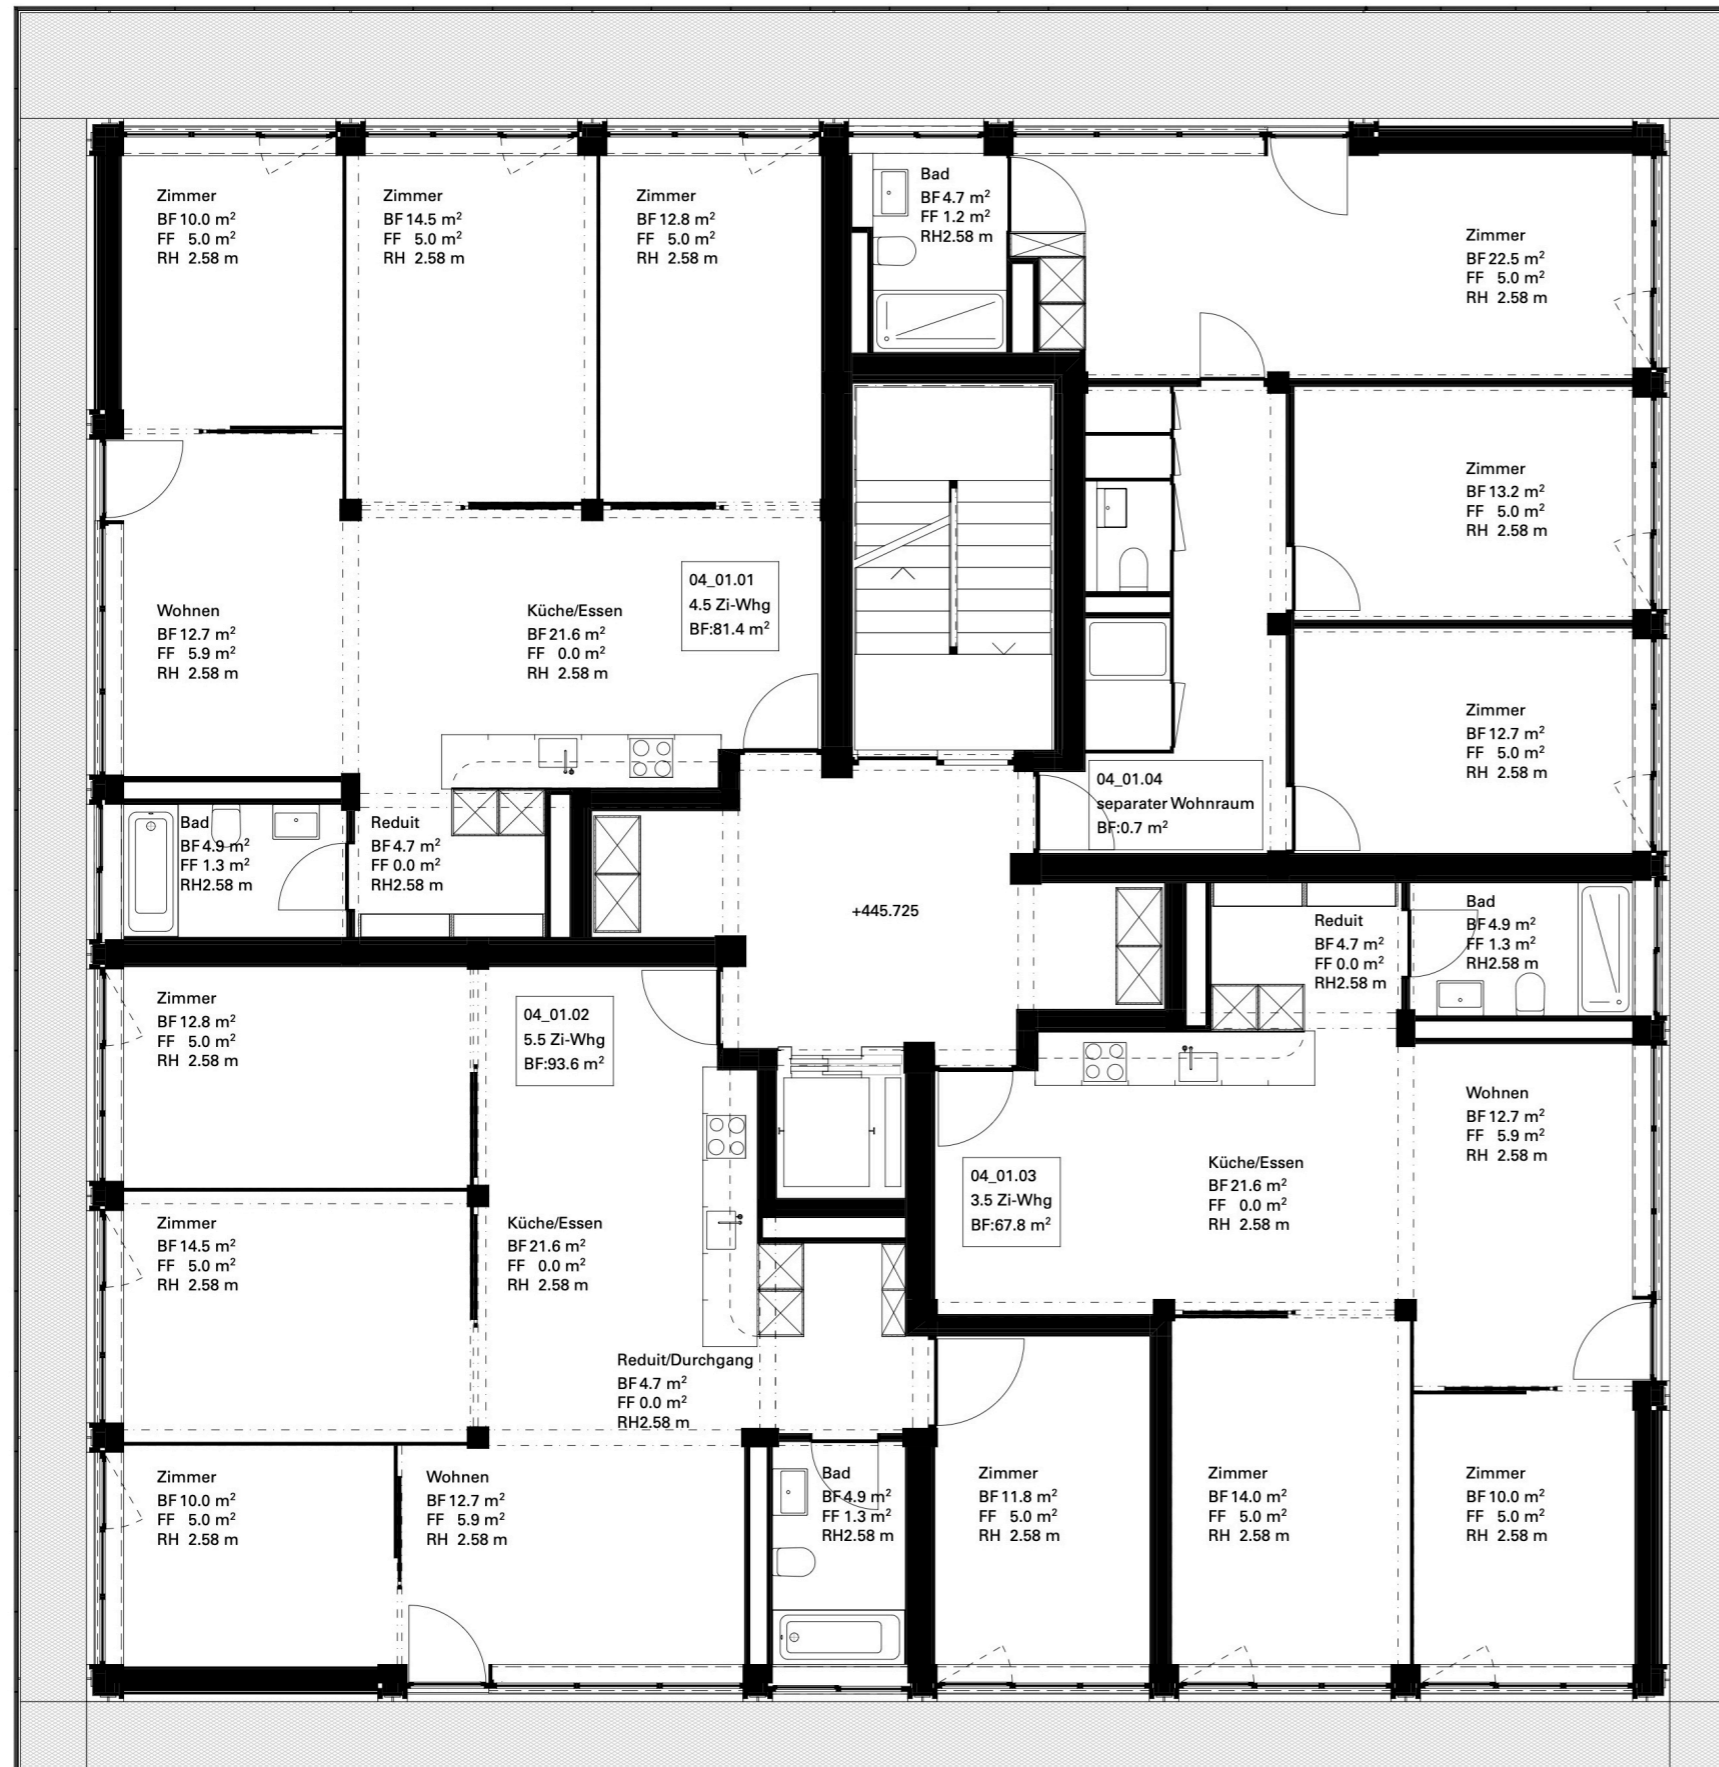 Zimmer
BF 10.0 m²
FF 5.0 m²
RH 2.58 m
Zimmer
BF 14.5 m²
FF 5.0 m²
RH 2.58 m
Zimmer
BF 12.8 m²
FF 5.0 m²
RH 2.58 m
Bad
BF 4.7 m²
FF 1.2 m²
RH2.58 m
Zimmer
BF 22.5 m²
FF 5.0 m²
RH 2.58 m
Zimmer
BF 13.2 m²
FF 5.0 m²
RH 2.58 m
Wohnen
BF 12.7 m²
FF 5.9 m²
RH 2.58 m
Küche/Essen
BF 21.6 m²
FF 0.0 m²
RH 2.58 m
04_01.01
4.5 Zi-Whg
BF:81.4 m²
Zimmer
BF 12.7 m²
FF 5.0 m²
RH 2.58 m
04_01.04
separater Wohnraum
BF:0.7 m²
Bad
BF 4.9 m²
FF 1.3 m²
RH2.58 m
Reduit
BF 4.7 m²
FF 0.0 m²
RH2.58 m
+445.725
Reduit
BF 4.7 m²
FF 0.0 m²
RH2.58 m
Bad
BF 4.9 m²
FF 1.3 m²
RH2.58 m
Zimmer
BF 12.8 m²
FF 5.0 m²
RH 2.58 m
04_01.02
5.5 Zi-Whg
BF:93.6 m²
Wohnen
BF 12.7 m²
FF 5.9 m²
RH 2.58 m
04_01.03
3.5 Zi-Whg
BF:67.8 m²
Küche/Essen
BF 21.6 m²
FF 0.0 m²
RH 2.58 m
Zimmer
BF 14.5 m²
FF 5.0 m²
RH 2.58 m
Küche/Essen
BF 21.6 m²
FF 0.0 m²
RH 2.58 m
Reduit/Durchgang
BF 4.7 m²
FF 0.0 m²
RH2.58 m
Zimmer
BF 10.0 m²
FF 5.0 m²
RH 2.58 m
Wohnen
BF 12.7 m²
FF 5.9 m²
RH 2.58 m
Bad
BF 4.9 m²
FF 1.3 m²
RH2.58 m
Zimmer
BF 11.8 m²
FF 5.0 m²
RH 2.58 m
Zimmer
BF 14.0 m²
FF 5.0 m²
RH 2.58 m
Zimmer
BF 10.0 m²
FF 5.0 m²
RH 2.58 m